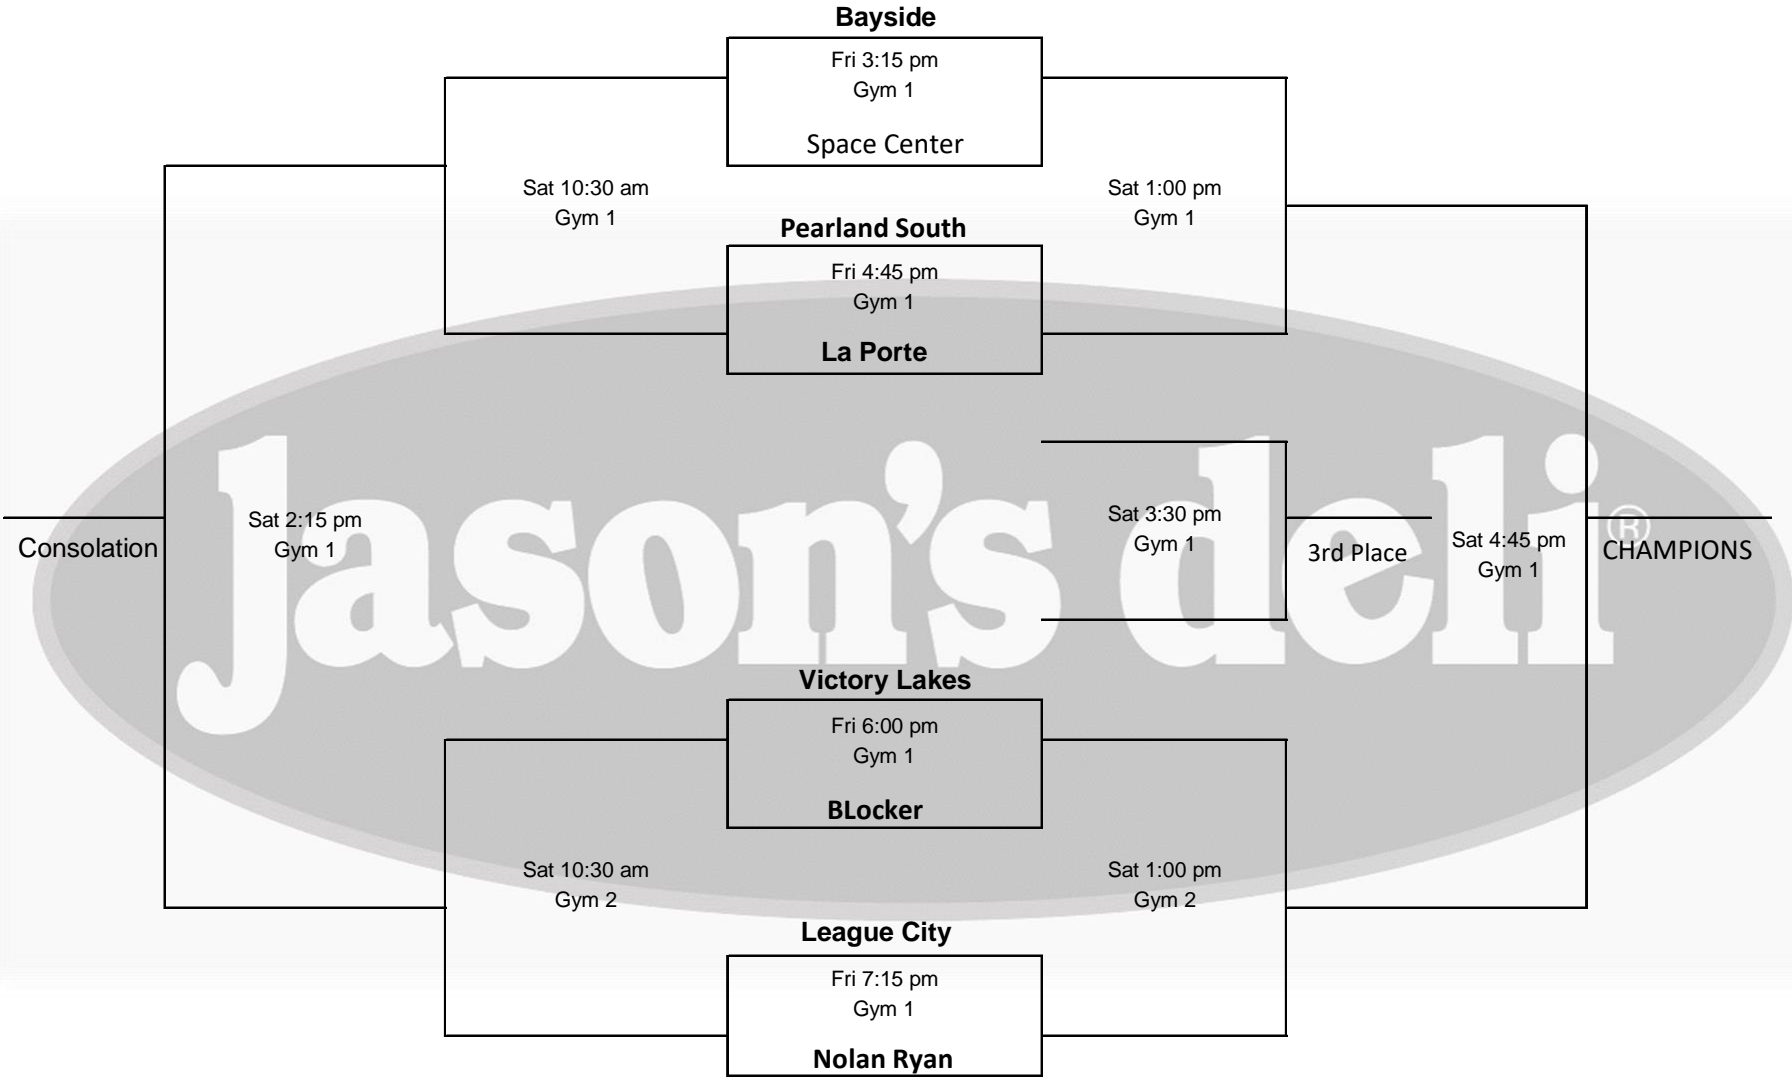 Bayside
Fri 3:15 pm
Gym 1
Space Center
Sat 10:30 am
Gym 1
Sat 1:00 pm
Gym 1
Pearland South
Fri 4:45 pm
Gym 1
La Porte
Jason's deli®
Consolation
Sat 2:15 pm
Gym 1
Sat 3:30 pm
Gym 1
3rd Place
Sat 4:45 pm
Gym 1
CHAMPIONS
Victory Lakes
Fri 6:00 pm
Gym 1
BLocker
Sat 10:30 am
Gym 2
Sat 1:00 pm
Gym 2
League City
Fri 7:15 pm
Gym 1
Nolan Ryan